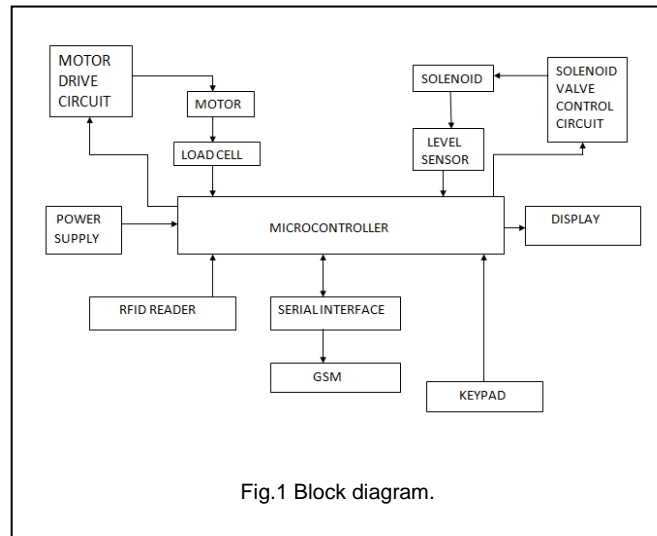 MOTOR
DRIVE
CIRCUIT
MOTOR
LOAD CELL
SOLENOID
SOLENOID
VALVE
CONTROL
CIRCUIT
LEVEL
SENSOR
POWER
SUPPLY
MICROCONTROLLER
DISPLAY
RFID READER
SERIAL INTERFACE
GSM
KEYPAD
Fig.1 Block diagram.